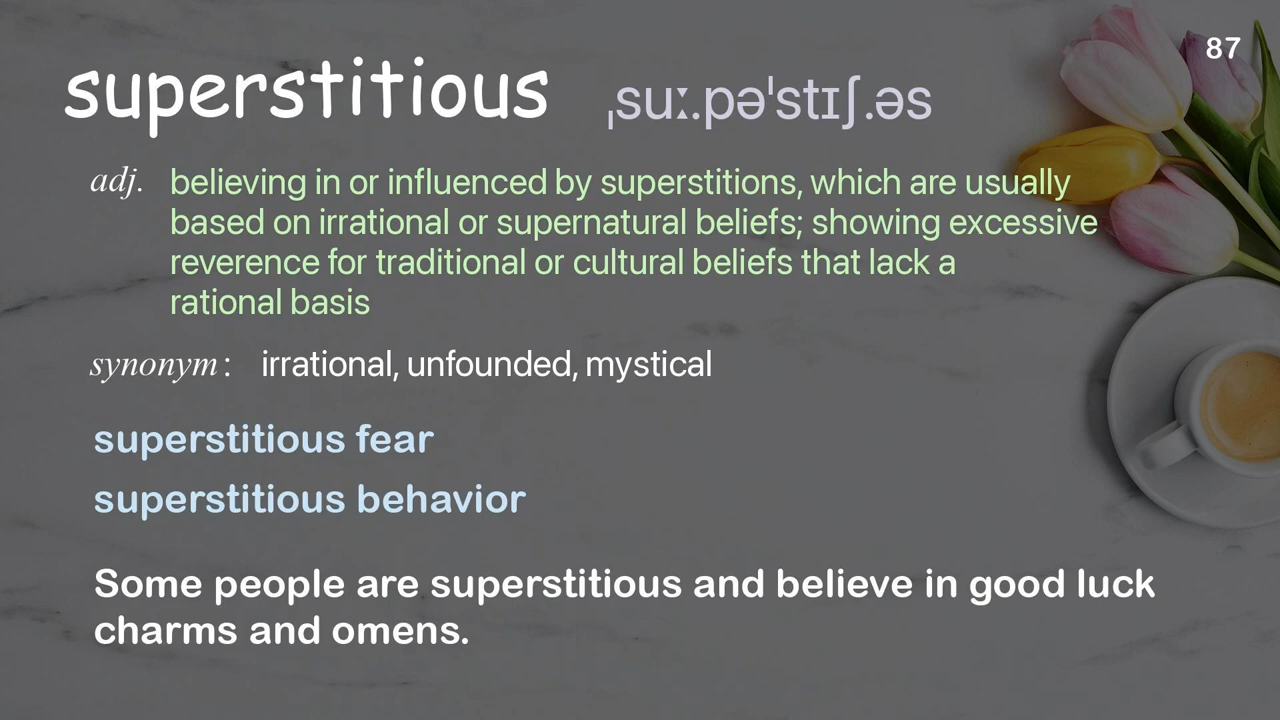 87
superstitious ˌsuː.pəˈstɪʃ.əs
adj. believing in or influenced by superstitions, which are usually
based on irrational or supernatural beliefs; showing excessive
reverence for traditional or cultural beliefs that lack a
rational basis
synonym: irrational, unfounded, mystical
superstitious fear
superstitious behavior
Some people are superstitious and believe in good luck
charms and omens.